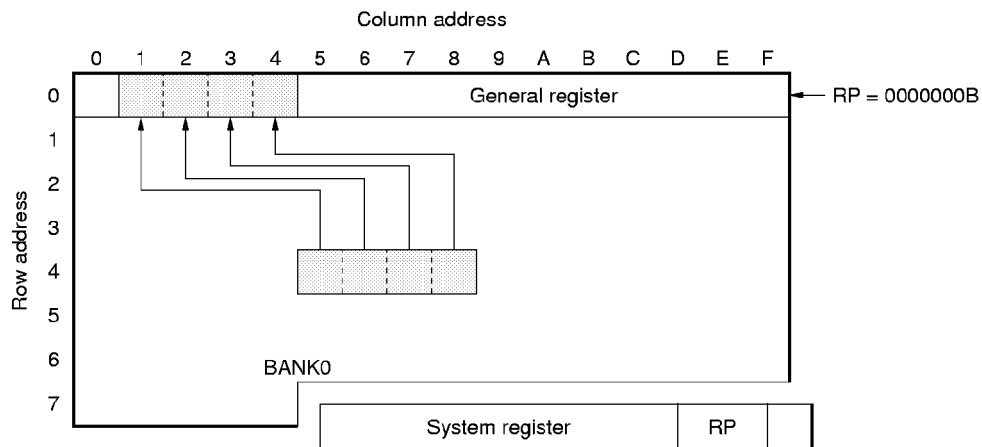 Column address
0 1 2 3 4 5 6 7 8 9 A B C D E F
0 General register RP = 0000000B
1
2
3
4
5
6
BANK0
7
System register RP
Row address